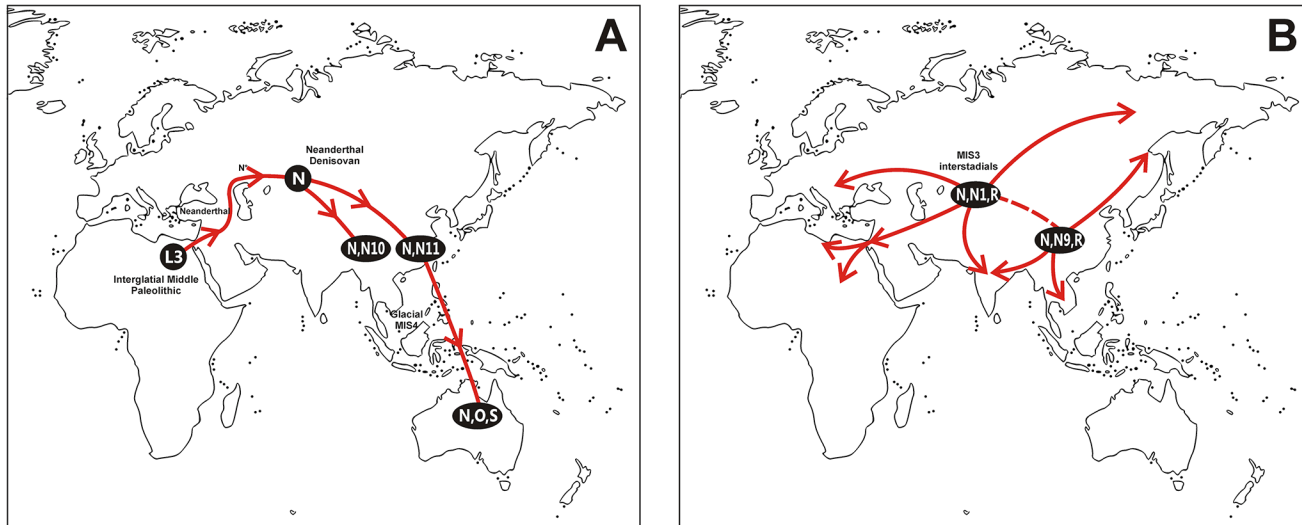 A
Neanderthal
Denisovan
N*
N
Neanderthal
L3
Interglatial Middle
Paleolithic
N,N10
N,N11
Glacial
MIS4
N,O,S
B
MIS3
interstadials
N,N1,R
N,N9,R